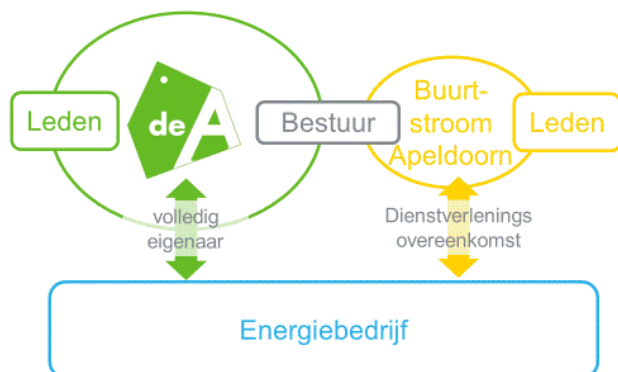 Leden
de A
Bestuur
Buurt-
stroom
Apeldoorn
Leden
volledig
eigenaar
Dienstverlenings
overeenkomst
Energiebedrijf